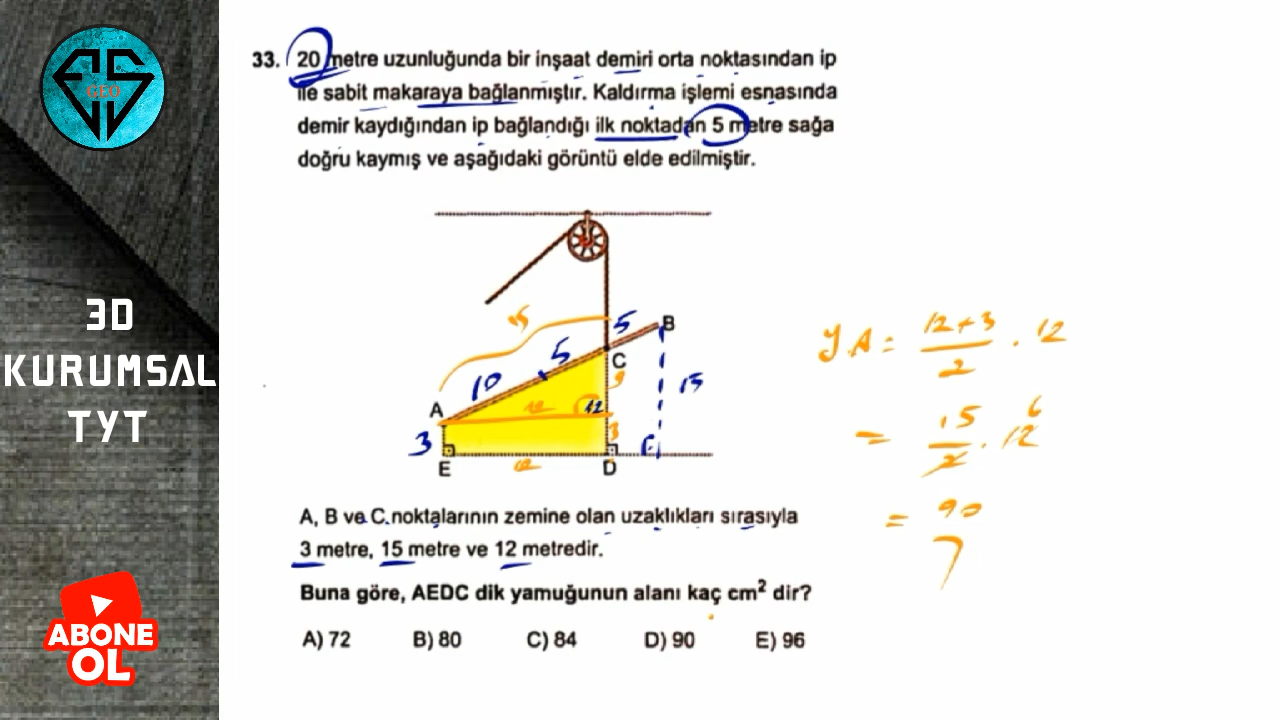 GEO
3D
KURUMSAL
TYT
ABONE
OL
33. 20 metre uzunluğunda bir inşaat demiri orta noktasından ip
ile sabit makaraya bağlanmıştır. Kaldırma işlemi esnasında
demir kaydığından ip bağlandığı ilk noktadan 5 metre sağa
doğru kaymış ve aşağıdaki görüntü elde edilmiştir.
5 B
15 5 C
10 9 15
A 12 12
3 3
E 12 D
A, B ve C noktalarının zemine olan uzaklıkları sırasıyla
3 metre, 15 metre ve 12 metredir.
Buna göre, AEDC dik yamuğunun alanı kaç cm² dir?
A) 72 B) 80 C) 84 D) 90 E) 96
YA = 12+3 / 2 . 12
= 15 / 2 . 12 6
= 90